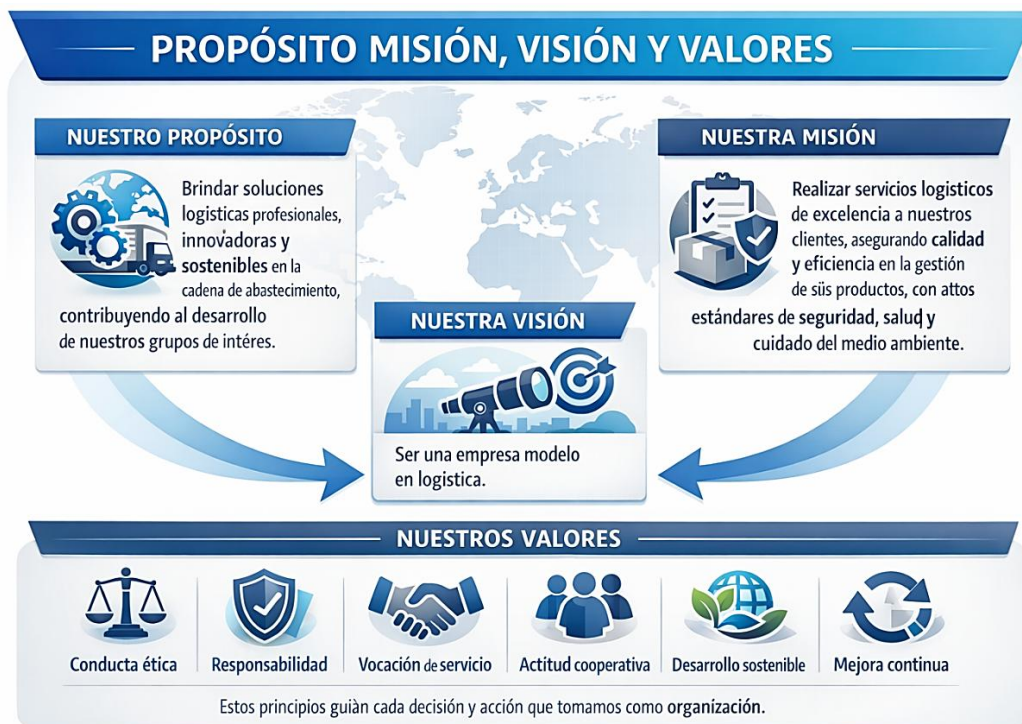 PROPÓSITO MISIÓN, VISIÓN Y VALORES
NUESTRO PROPÓSITO
Brindar soluciones
logisticas profesionales,
innovadoras y
sostenibles en la
cadena de abastecimiento,
contribuyendo al desarrollo
de nuestros grupos de intéres.
NUESTRA MISIÓN
Realizar servicios logisticos
de excelencia a nuestros
clientes, asegurando calidad
y eficiencia en la gestión
de süs productos, con attos
estándares de seguridad, salud y
cuidado del medio ambiente.
NUESTRA VISIÓN
Ser una empresa modelo
en logistica.
NUESTROS VALORES
Conducta ética
Responsabilidad
Vocación de servicio
Actitud cooperativa
Desarrollo sostenible
Mejora continua
Estos principios guiàn cada decisión y acción que tomamos como organización.